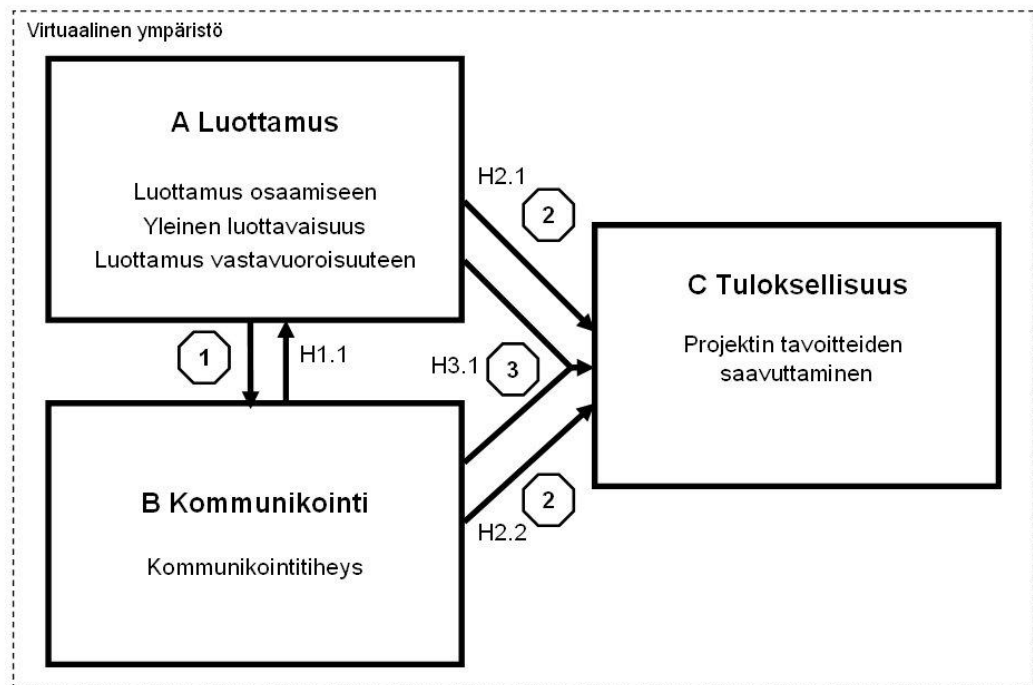 Virtuaalinen ympäristö
A Luottamus
Luottamus osaamiseen
Yleinen luottavaisuus
Luottamus vastavuoroisuuteen
H2.1
2
C Tuloksellisuus
Projektin tavoitteiden
saavuttaminen
1
H1.1
H3.1
3
B Kommunikointi
Kommunikointitiheys
2
H2.2